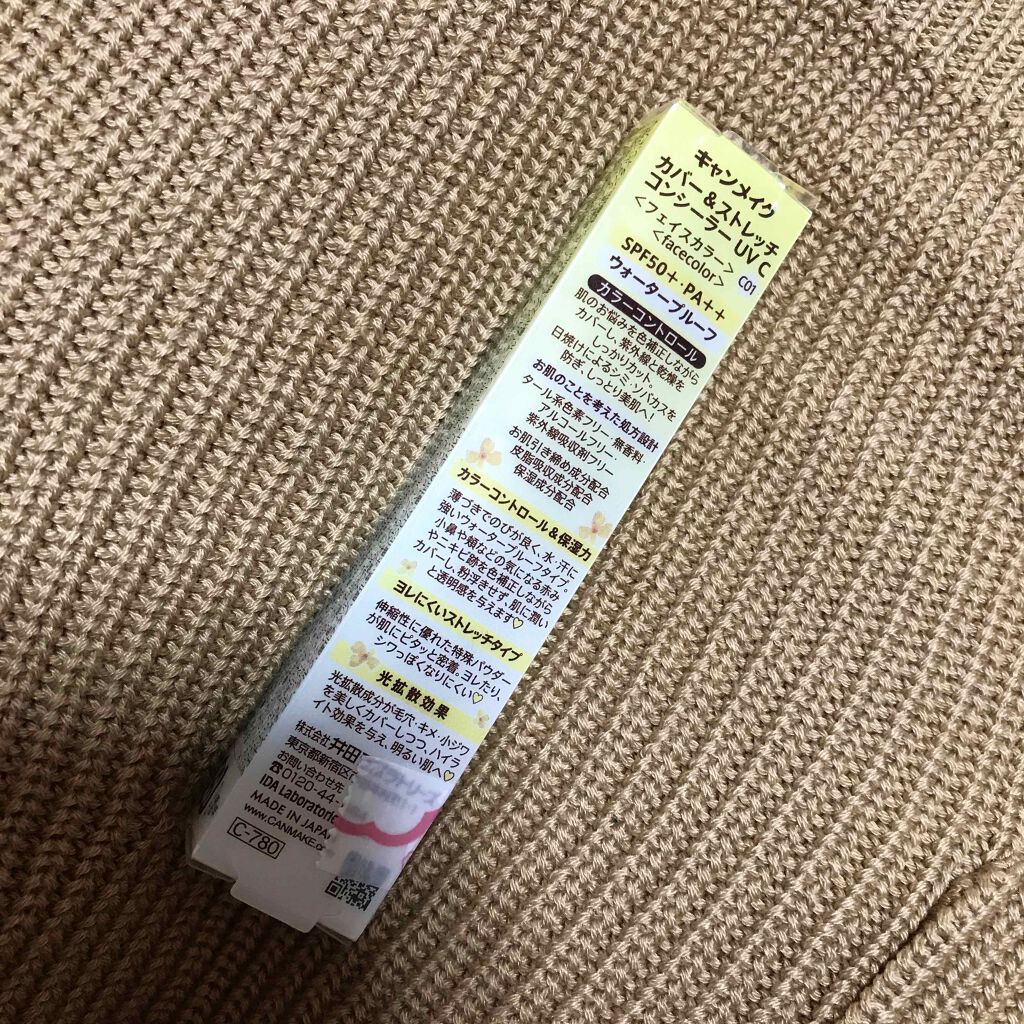 キャンメイク
カバー&ストレッチ
コンシーラー UV C
C01
<フェイスカラー>
<facecolor>
SPF50+・PA++
ウォータープルーフ
カラーコントロール
肌のお悩みを色補正しながら
カバーし、紫外線と乾燥を
しっかりカット。
日焼けによるシミ・ソバカスを
防ぎ、しっとり美肌へ!
お肌のことを考えた処方設計
タール系色素フリー・無香料・
アルコールフリー・
紫外線吸収剤フリー
お肌引き締め成分配合
皮脂吸収成分配合
保湿成分配合
カラーコントロール&保湿力
薄づきでのびが良く、水・汗に
強いウォータープルーフタイプ。
小鼻や頬などの気になる赤み
やニキビ跡を色補正しながら
カバーし、粉浮きせず、肌に潤い
と透明感を与えます♡
ヨレにくいストレッチタイプ
伸縮性に優れた特殊パウダー
が肌にピタッと密着。ヨレたり、
シワっぽくなりにくい♡
光拡散効果
光拡散成分が毛穴・キメ・小ジワ
を美しくカバーしつつ、ハイラ
イト効果を与え、明るい肌へ♡
株式会社 井田
東京都新宿区
お問い合わせ先
☎0120-44-
IDA Laboratorie
MADE IN JAPA
www.CANMAKE.c
C-780